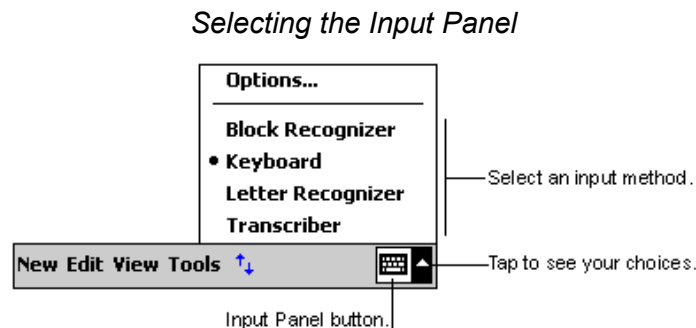 Selecting the Input Panel
Options...
Block Recognizer
Keyboard
Letter Recognizer
Transcriber
Select an input method.
New Edit View Tools
Tap to see your choices.
Input Panel button.